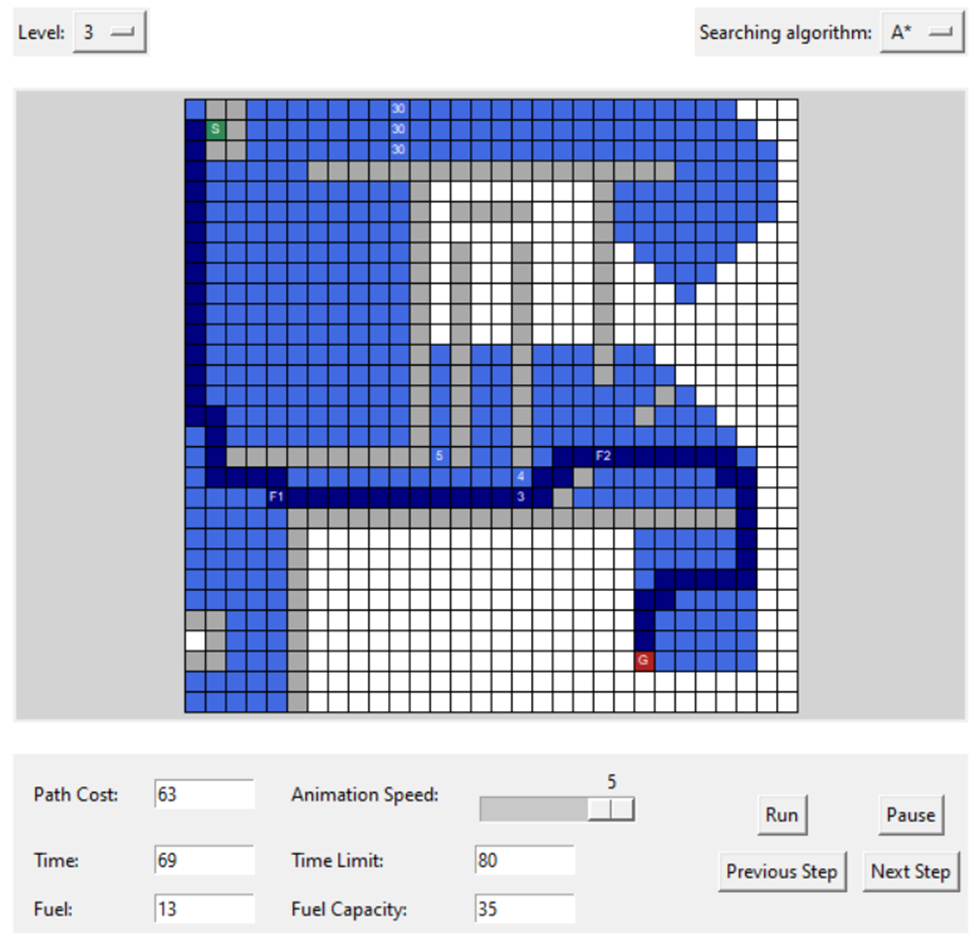 Level: 3 Searching algorithm: A*
30
S 30
30
5 F2
4
F1 3
G
Path Cost: 63 Animation Speed: 5
Run Pause
Time: 69 Time Limit: 80
Previous Step Next Step
Fuel: 13 Fuel Capacity: 35